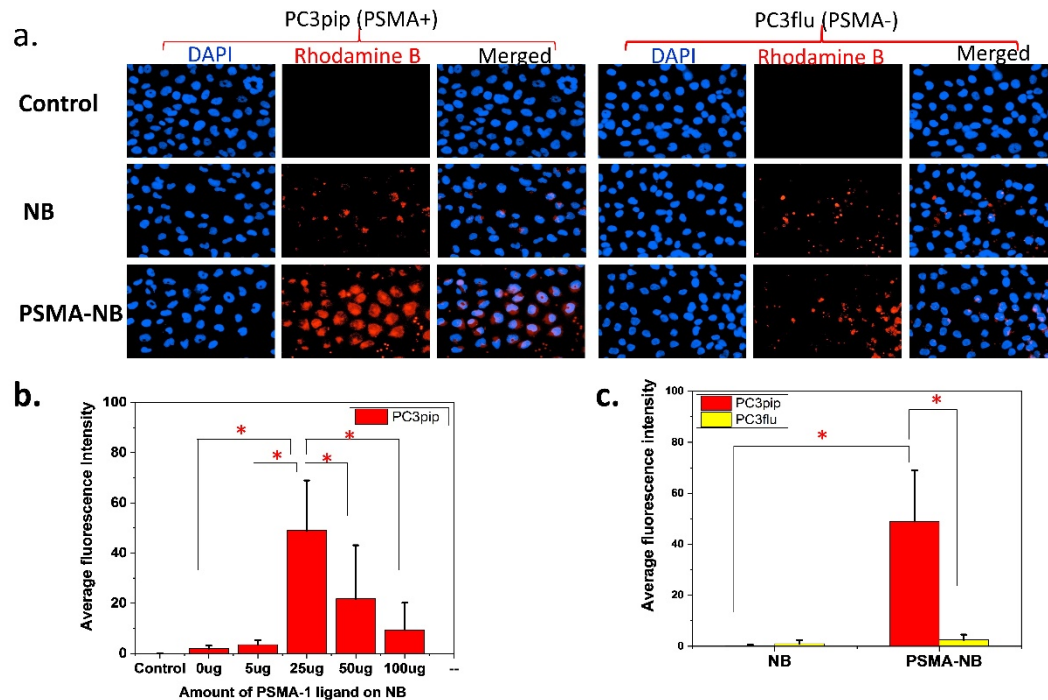 a.
PC3pip (PSMA+)
PC3flu (PSMA-)
DAPI Rhodamine B Merged
DAPI Rhodamine B Merged
Control
NB
PSMA-NB
b.
Average fluorescence intensity
100
80
60
40
20
0
PC3pip
*
*
*
*
Control 0ug 5ug 25ug 50ug 100ug --
Amount of PSMA-1 ligand on NB
c.
Average fluorescence intensity
100
80
60
40
20
0
PC3pip
PC3flu
*
*
NB PSMA-NB